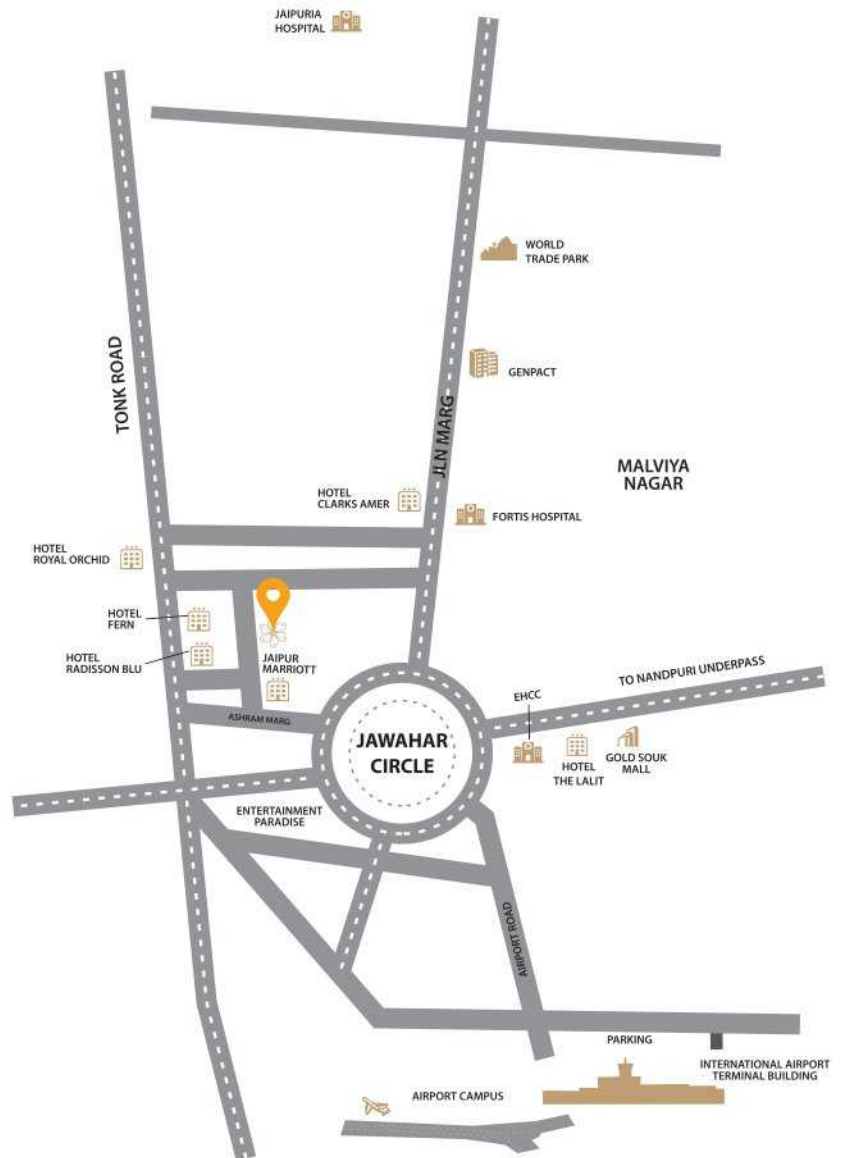 JAIPURIA
HOSPITAL
WORLD
TRADE PARK
TONK ROAD
GENPACT
JLN MARG
MALVIYA
NAGAR
HOTEL
CLARKS AMER
FORTIS HOSPITAL
HOTEL
ROYAL ORCHID
HOTEL
FERN
HOTEL
RADISSON BLU
JAIPUR
MARRIOTT
TO NANDPURI UNDERPASS
EHCC
ASHRAM MARG
JAWAHAR
CIRCLE
HOTEL
THE LALIT
GOLD SOUK
MALL
ENTERTAINMENT
PARADISE
AIRPORT ROAD
PARKING
INTERNATIONAL AIRPORT
TERMINAL BUILDING
AIRPORT CAMPUS